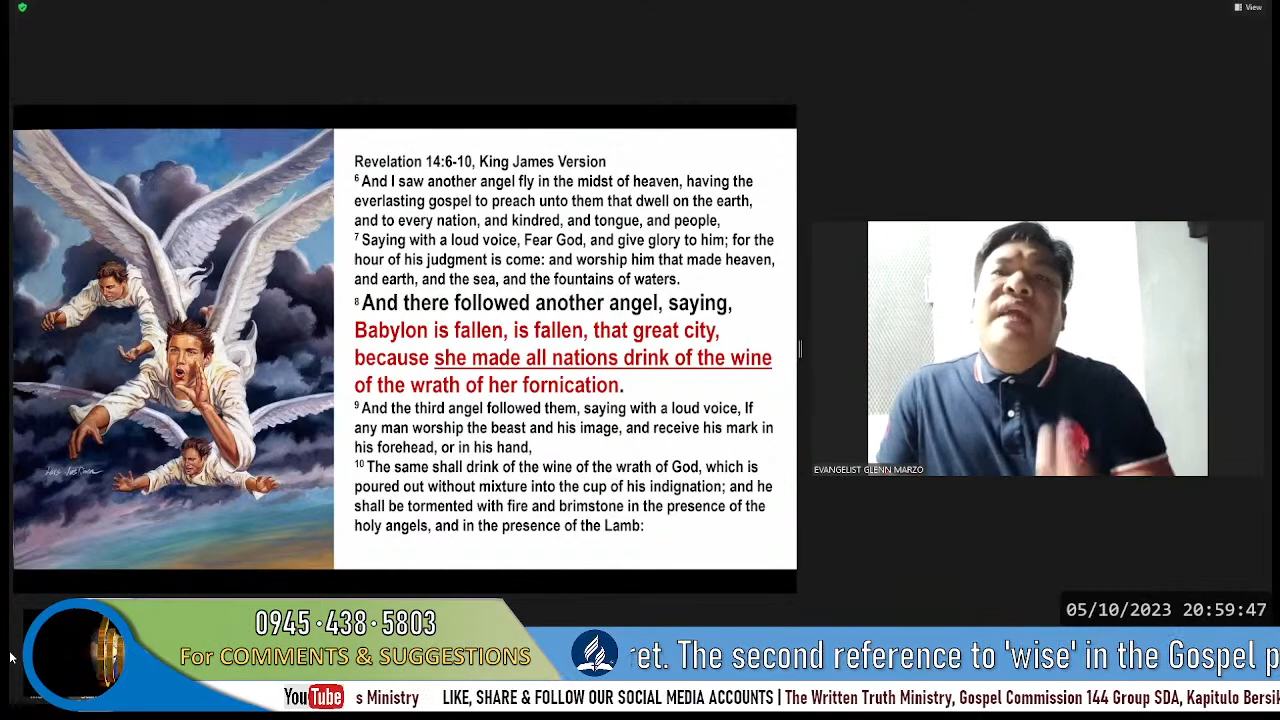 View
Revelation 14:6-10, King James Version
6 And I saw another angel fly in the midst of heaven, having the
everlasting gospel to preach unto them that dwell on the earth,
and to every nation, and kindred, and tongue, and people,
7 Saying with a loud voice, Fear God, and give glory to him; for the
hour of his judgment is come: and worship him that made heaven,
and earth, and the sea, and the fountains of waters.
8 And there followed another angel, saying,
Babylon is fallen, is fallen, that great city,
because she made all nations drink of the wine
of the wrath of her fornication.
9 And the third angel followed them, saying with a loud voice, If
any man worship the beast and his image, and receive his mark in
his forehead, or in his hand,
10 The same shall drink of the wine of the wrath of God, which is
poured out without mixture into the cup of his indignation; and he
shall be tormented with fire and brimstone in the presence of the
holy angels, and in the presence of the Lamb:
EVANGELIST GLENN MARZO
05/10/2023 20:59:47
0945·438·5803
For COMMENTS & SUGGESTIONS
ret. The second reference to 'wise' in the Gospel p
YouTube
s Ministry LIKE, SHARE & FOLLOW OUR SOCIAL MEDIA ACCOUNTS | The Written Truth Ministry, Gospel Commission 144 Group SDA, Kapitulo Bersik